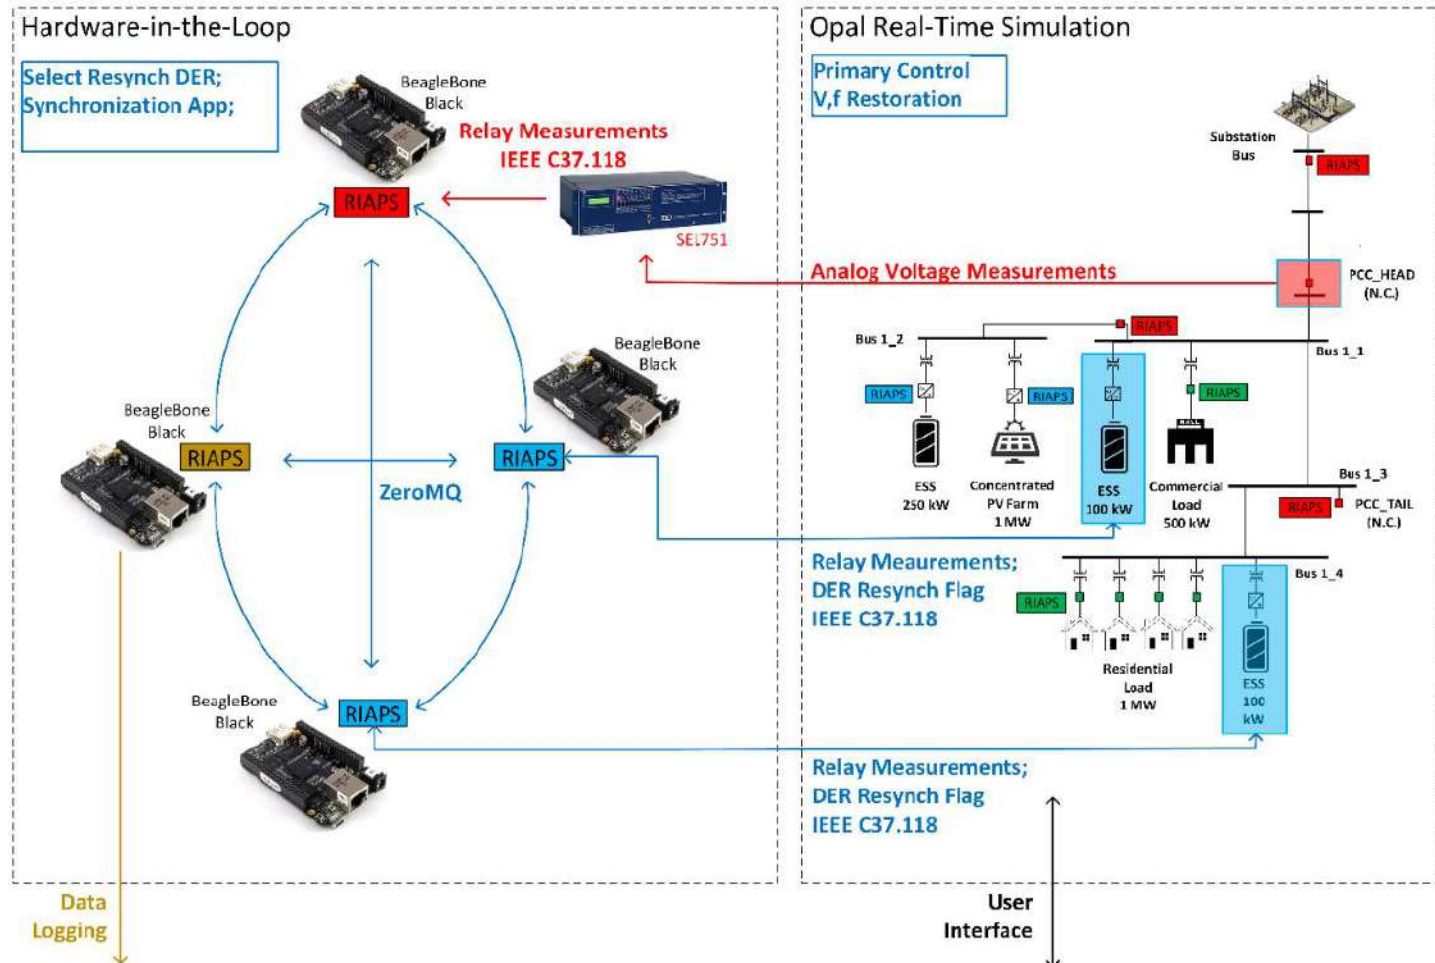 Hardware-in-the-Loop
Select Resynch DER;
Synchronization App;
BeagleBone
Black
Relay Measurements
IEEE C37.118
RIAPS
SEL751
BeagleBone
Black
BeagleBone
Black
RIAPS
RIAPS
ZeroMQ
BeagleBone
Black
RIAPS
Data
Logging
Opal Real-Time Simulation
Primary Control
V,f Restoration
Substation
Bus
RIAPS
Analog Voltage Measurements
PCC_HEAD
(N.C.)
RIAPS
Bus 1_2
Bus 1_1
RIAPS
RIAPS
RIAPS
MALL
ESS
250 kW
Concentrated
PV Farm
1 MW
ESS
100 kW
Commercial
Load
500 kW
Bus 1_3
RIAPS
PCC_TAIL
(N.C.)
Relay Meaurements;
DER Resynch Flag
IEEE C37.118
Bus 1_4
RIAPS
Residential
Load
1 MW
ESS
100
kW
Relay Measurements;
DER Resynch Flag
IEEE C37.118
User
Interface